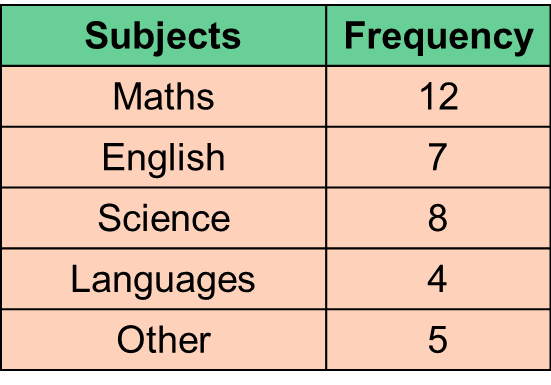 Subjects Frequency
Maths 12
English 7
Science 8
Languages 4
Other 5